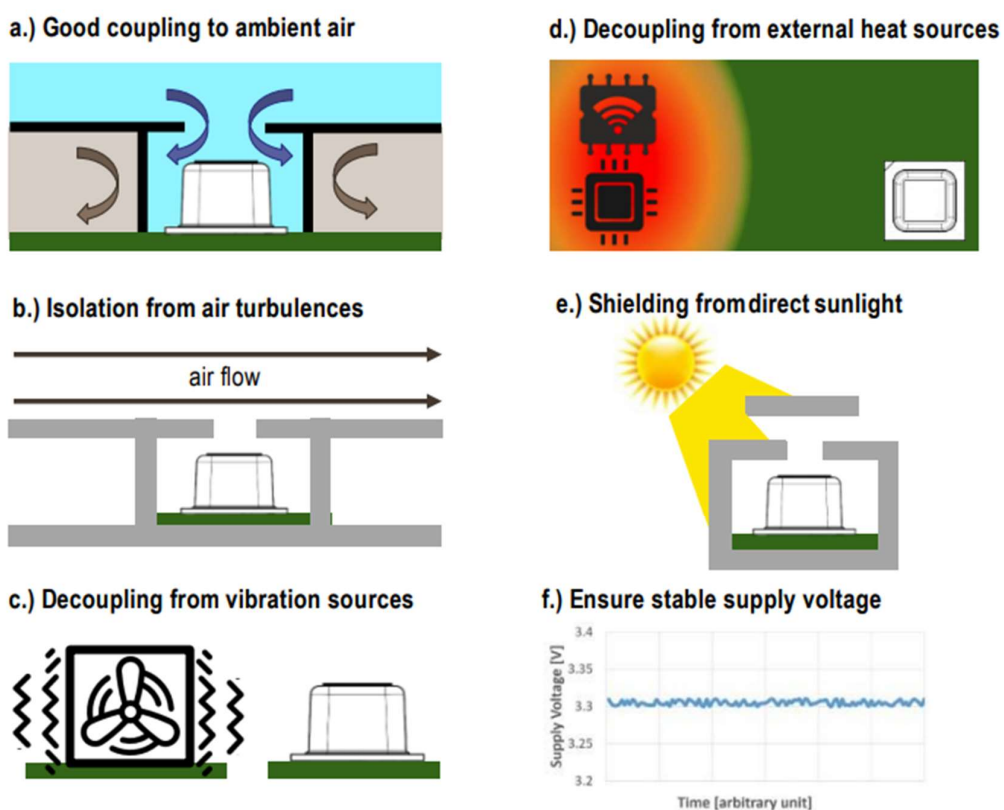 a.) Good coupling to ambient air
d.) Decoupling from external heat sources
b.) Isolation from air turbulences
air flow
e.) Shielding from direct sunlight
c.) Decoupling from vibration sources
f.) Ensure stable supply voltage
Supply Voltage [V]
3.4
3.35
3.3
3.25
3.2
Time [arbitrary unit]